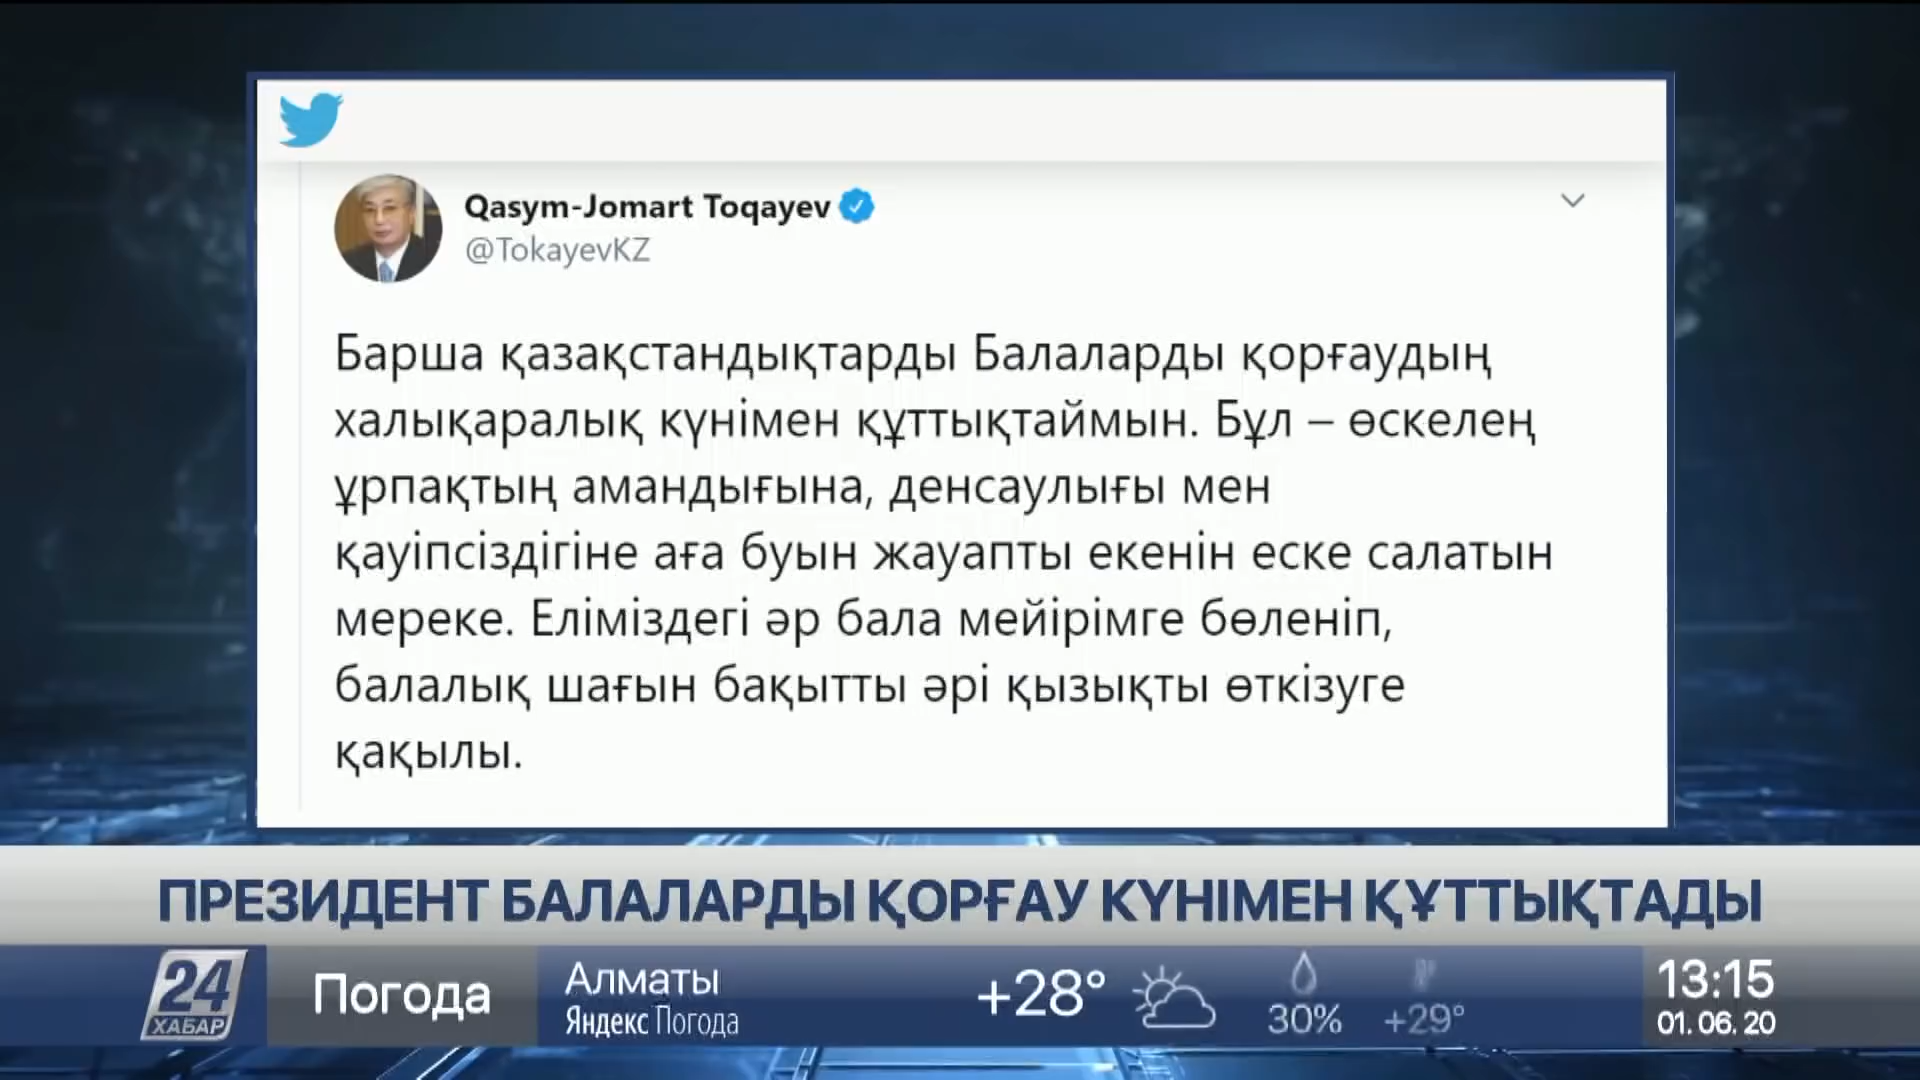 Qasym-Jomart Toqayev
@TokayevKZ
Барша қазақстандықтарды Балаларды қорғаудың
халықаралық күнімен құттықтаймын. Бұл – өскелең
ұрпақтың амандығына, денсаулығы мен
қауіпсіздігіне аға буын жауапты екенін еске салатын
мереке. Еліміздегі әр бала мейірімге бөленіп,
балалық шағын бақытты әрі қызықты өткізуге
қақылы.
ПРЕЗИДЕНТ БАЛАЛАРДЫ ҚОРҒАУ КҮНІМЕН ҚҰТТЫҚТАДЫ
24
ХАБАР
Погода
Алматы
Яндекс Погода
+28°
30%
+29°
13:15
01. 06. 20